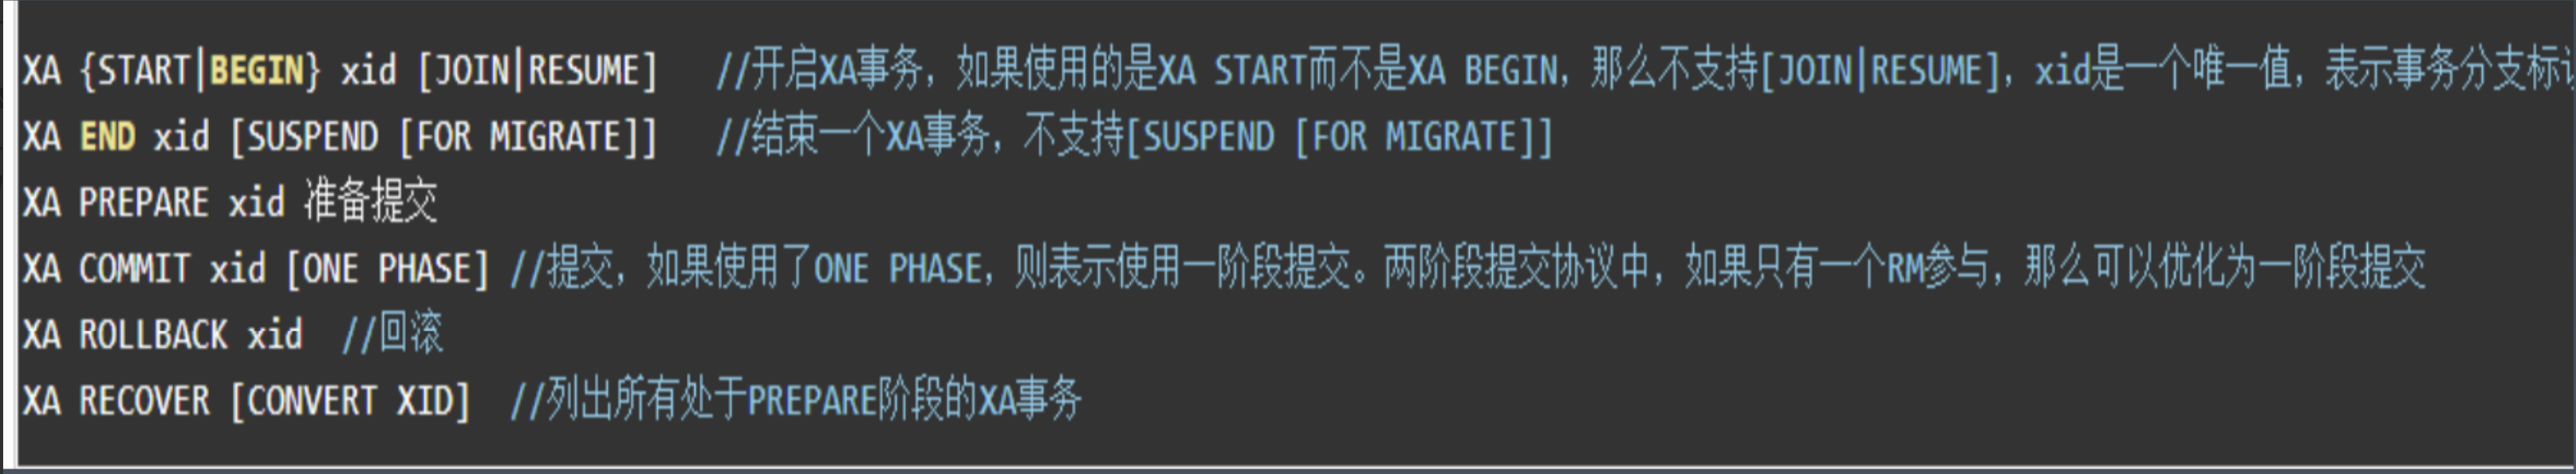 XA {START|BEGIN} xid [JOIN|RESUME]   //开启XA事务，如果使用的是XA START而不是XA BEGIN，那么不支持[JOIN|RESUME]，xid是一个唯一值，表示事务分支标
XA END xid [SUSPEND [FOR MIGRATE]]   //结束一个XA事务，不支持[SUSPEND [FOR MIGRATE]]
XA PREPARE xid 准备提交
XA COMMIT xid [ONE PHASE] //提交，如果使用了ONE PHASE，则表示使用一阶段提交。两阶段提交协议中，如果只有一个RM参与，那么可以优化为一阶段提交
XA ROLLBACK xid  //回滚
XA RECOVER [CONVERT XID]  //列出所有处于PREPARE阶段的XA事务